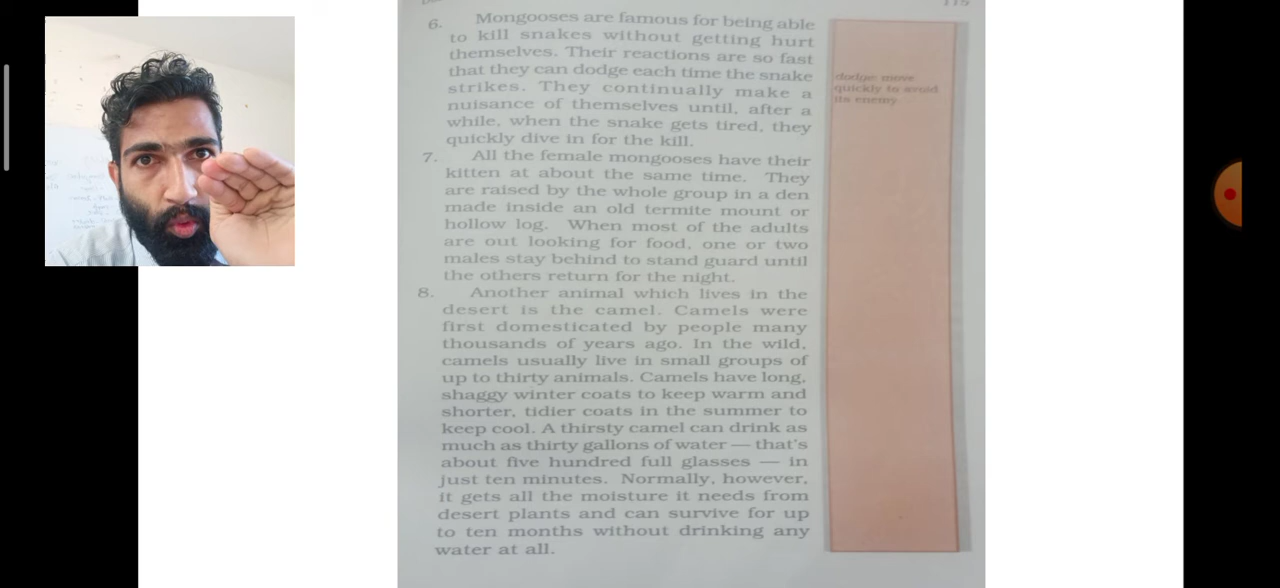 115
6. Mongooses are famous for being able
to kill snakes without getting hurt
themselves. Their reactions are so fast
that they can dodge each time the snake
strikes. They continually make a
nuisance of themselves until, after a
while, when the snake gets tired, they
quickly dive in for the kill.
7. All the female mongooses have their
kitten at about the same time. They
are raised by the whole group in a den
made inside an old termite mount or
hollow log. When most of the adults
are out looking for food, one or two
males stay behind to stand guard until
the others return for the night.
8. Another animal which lives in the
desert is the camel. Camels were
first domesticated by people many
thousands of years ago. In the wild,
camels usually live in small groups of
up to thirty animals. Camels have long,
shaggy winter coats to keep warm and
shorter, tidier coats in the summer to
keep cool. A thirsty camel can drink as
much as thirty gallons of water — that's
about five hundred full glasses — in
just ten minutes. Normally, however,
it gets all the moisture it needs from
desert plants and can survive for up
to ten months without drinking any
water at all.
dodge: move
quickly to avoid
its enemy